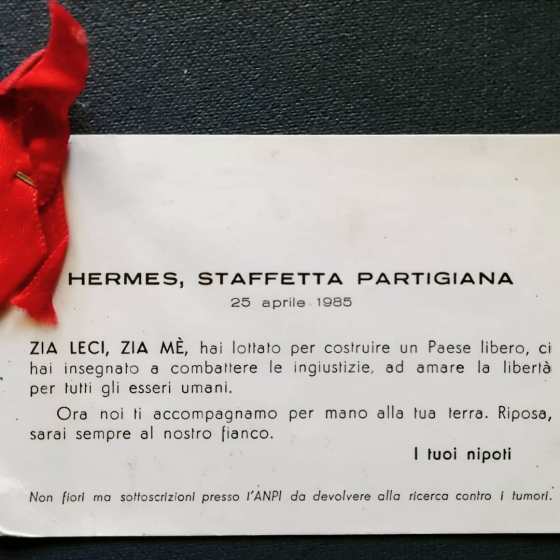 HERMES, STAFFETTA PARTIGIANA
25 aprile 1985
ZIA LECI, ZIA MÈ, hai lottato per costruire un Paese libero, ci
hai insegnato a combattere le ingiustizie, ad amare la libertà
per tutti gli esseri umani.
Ora noi ti accompagnamo per mano alla tua terra. Riposa,
sarai sempre al nostro fianco.
I tuoi nipoti
Non fiori ma sottoscrizioni presso l'ANPI da devolvere alla ricerca contro i tumori.